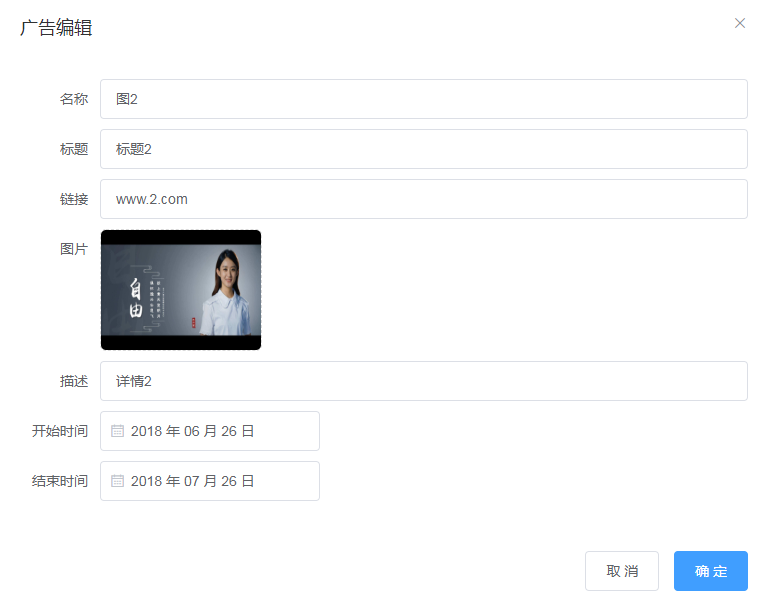 广告编辑
名称
图2
标题
标题2
链接
www.2.com
图片
自由
描述
详情2
开始时间
2018 年 06 月 26 日
结束时间
2018 年 07 月 26 日
取 消
确 定